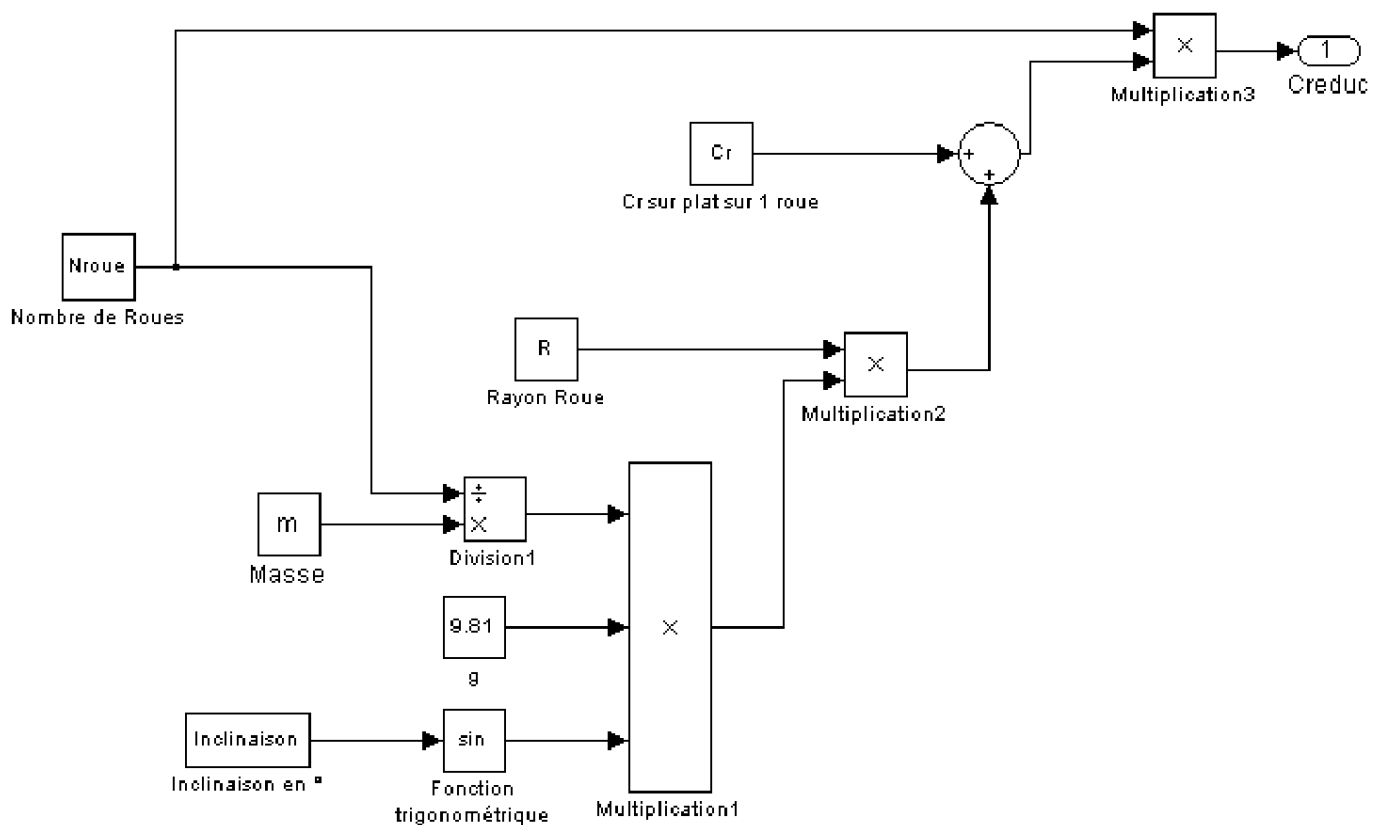 1
Multiplication3
Creduc
Cr
+
+
Cr sur plat sur 1 roue
Nroue
Nombre de Roues
R
×
Rayon Roue
Multiplication2
÷
×
m
Division1
Masse
9.81
×
g
Inclinaison
sin
Inclinaison en °
Fonction
trigonométrique
Multiplication1